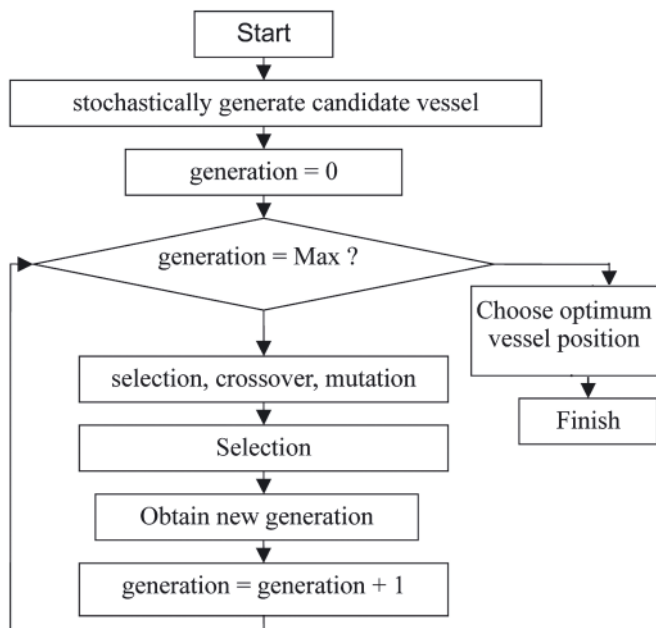 Start
stochastically generate candidate vessel
generation = 0
generation = Max ?
Choose optimum
vessel position
selection, crossover, mutation
Finish
Selection
Obtain new generation
generation = generation + 1